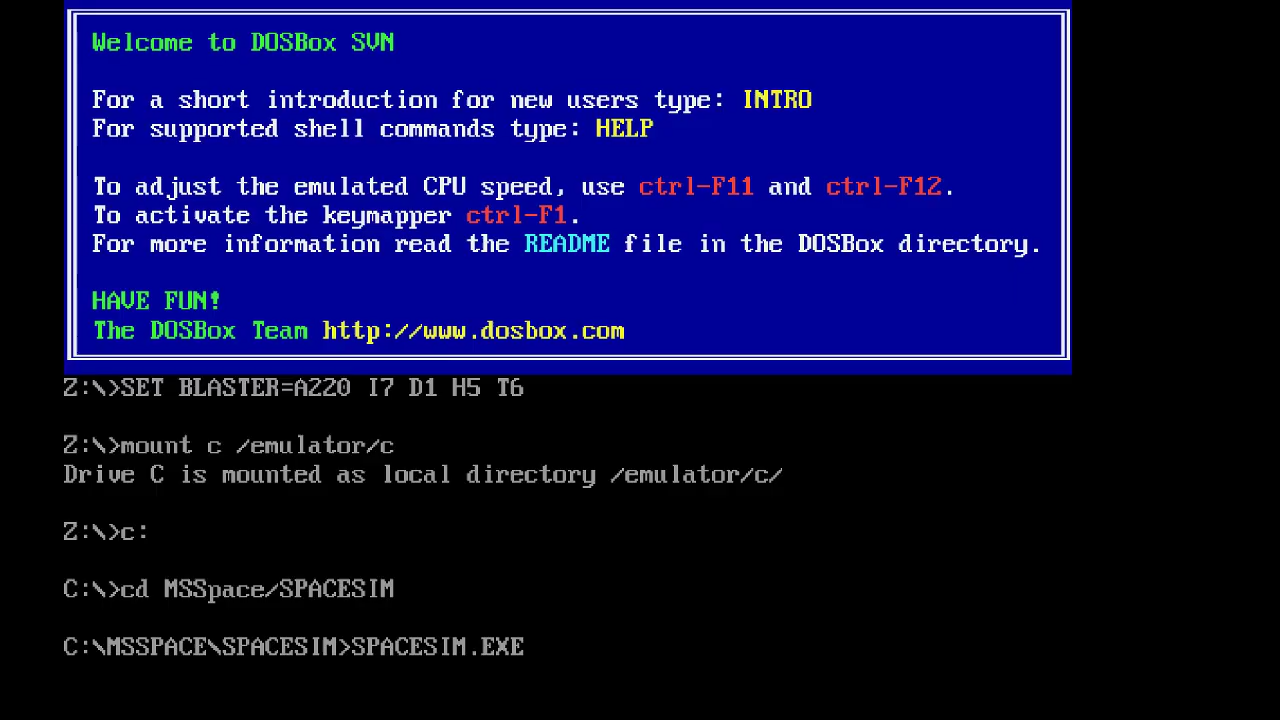 Welcome to DOSBox SVN
For a short introduction for new users type: INTRO
For supported shell commands type: HELP
To adjust the emulated CPU speed, use ctrl-F11 and ctrl-F12.
To activate the keymapper ctrl-F1.
For more information read the README file in the DOSBox directory.
HAVE FUN!
The DOSBox Team http://www.dosbox.com
Z:\>SET BLASTER=A220 I7 D1 H5 T6
Z:\>mount c /emulator/c
Drive C is mounted as local directory /emulator/c/
Z:\>c:
C:\>cd MSSpace/SPACESIM
C:\MSSPACE\SPACESIM>SPACESIM.EXE